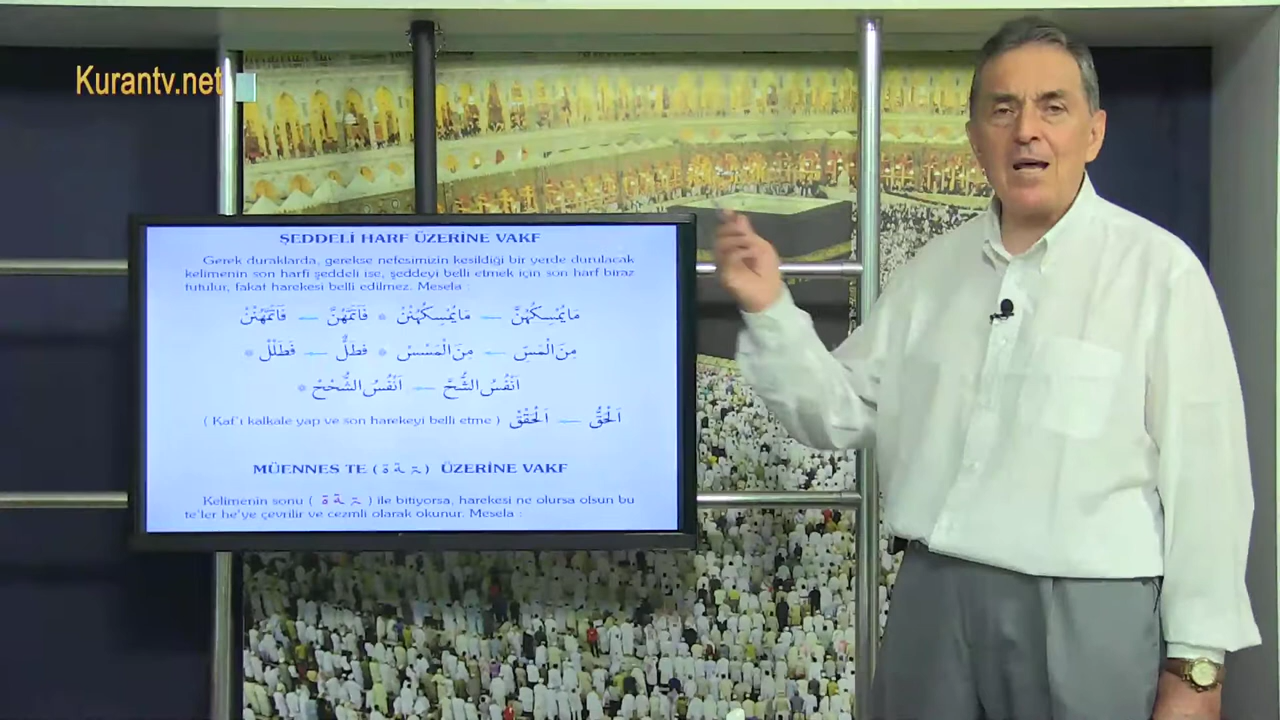 Kurantv.net
ŞEDDELİ HARF ÜZERİNE VAKF
Gerek duraklarda, gerekse nefesimizin kesildiği bir yerde durulacak
kelimenin son harfi şeddeli ise, şeddeyi belli etmek için son harf biraz
tutulur, fakat harekesi belli edilmez. Mesela :
مَايُمْسِكُهُنَّ ← مَايُمْسِكُهُنْنْ * فَاَتَمَّهُنَّ ← فَاَتَمَّهُنْنْ
مِنَ الْمَسِّ ← مِنَ الْمَسْسْ * فَطَلٌّ ← فَطَلْلْ *
اَنْفُسُ الشُّحَّ ← اَنْفُسُ الشُّحْحْ *
اَلْحَقُّ ← اَلْحَقْقْ ( Kaf'ı kalkale yap ve son harekeyi belli etme )
MÜENNES TE ( ـَة ـة ة ) ÜZERİNE VAKF
Kelimenin sonu ( ـَة ـة ة ) ile bitiyorsa, harekesi ne olursa olsun bu
te'ler he'ye çevrilir ve cezmli olarak okunur. Mesela :